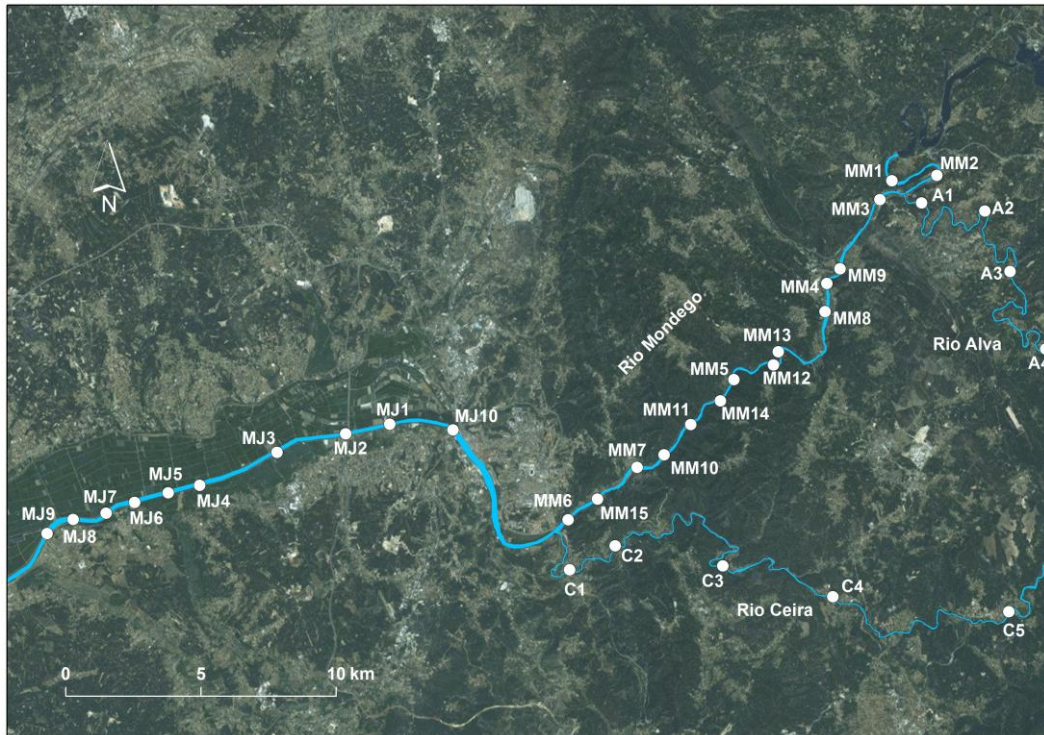 MM1
MM2
MM3
A1
A2
N
A3
MM9
MM4
MM8
Rio Mondego
MM13
Rio Alva
A4
MM5
MM12
MM14
MM11
MJ1
MJ10
MJ3
MJ2
MM10
MM7
MJ5
MJ4
MJ7
MJ6
MM6
MM15
MJ9
MJ8
C2
C1
C3
C4
Rio Ceira
C5
0 5 10 km